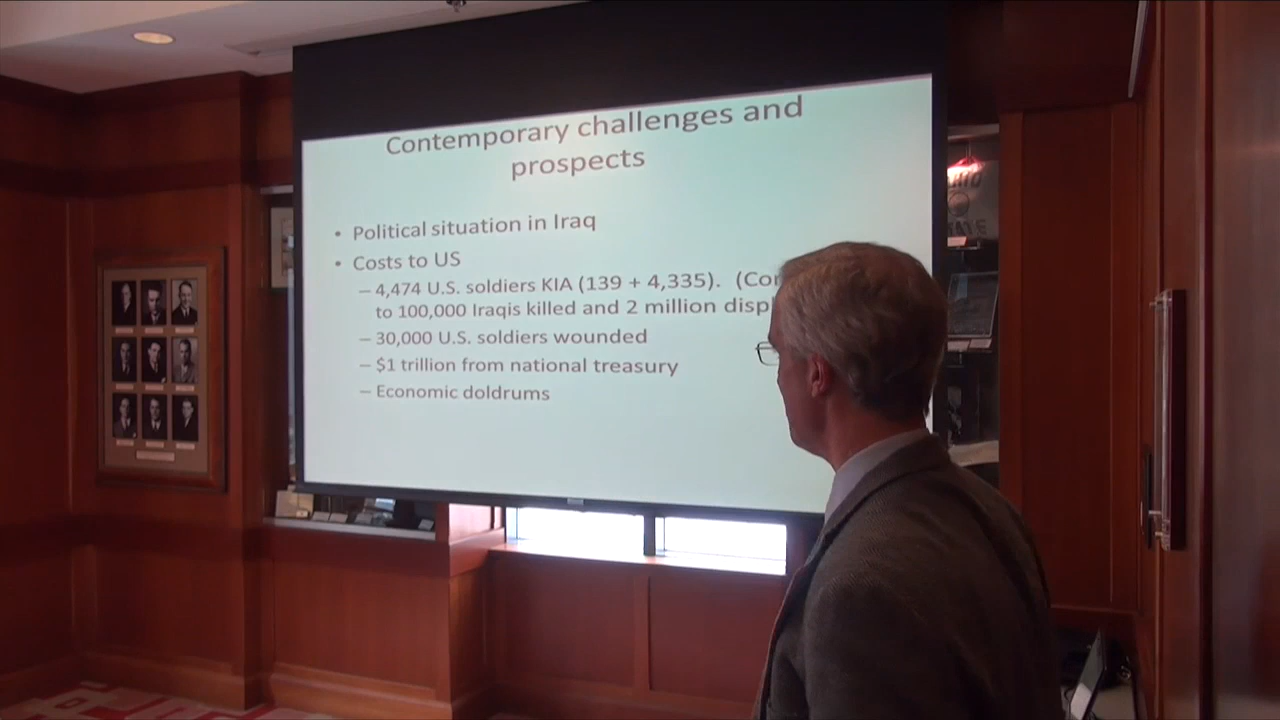 Contemporary challenges and
prospects
• Political situation in Iraq
• Costs to US
– 4,474 U.S. soldiers KIA (139 + 4,335). (Co
to 100,000 Iraqis killed and 2 million disp
– 30,000 U.S. soldiers wounded
– $1 trillion from national treasury
– Economic doldrums